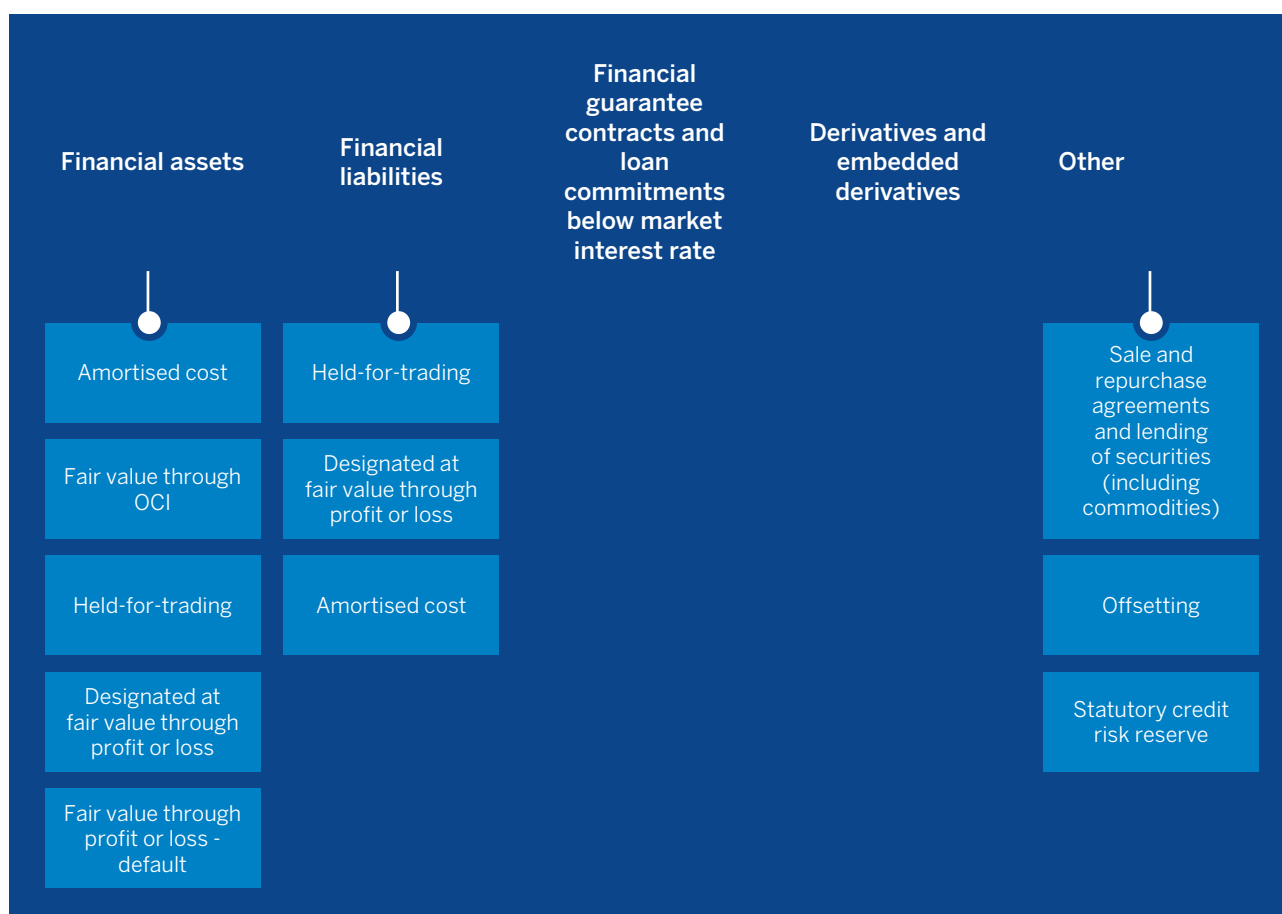 Financial assets
Financial
liabilities
Financial
guarantee
contracts and
loan
commitments
below market
interest rate
Derivatives and
embedded
derivatives
Other
Amortised cost
Fair value through
OCI
Held-for-trading
Designated at
fair value through
profit or loss
Fair value through
profit or loss -
default
Held-for-trading
Designated at
fair value through
profit or loss
Amortised cost
Sale and
repurchase
agreements
and lending
of securities
(including
commodities)
Offsetting
Statutory credit
risk reserve